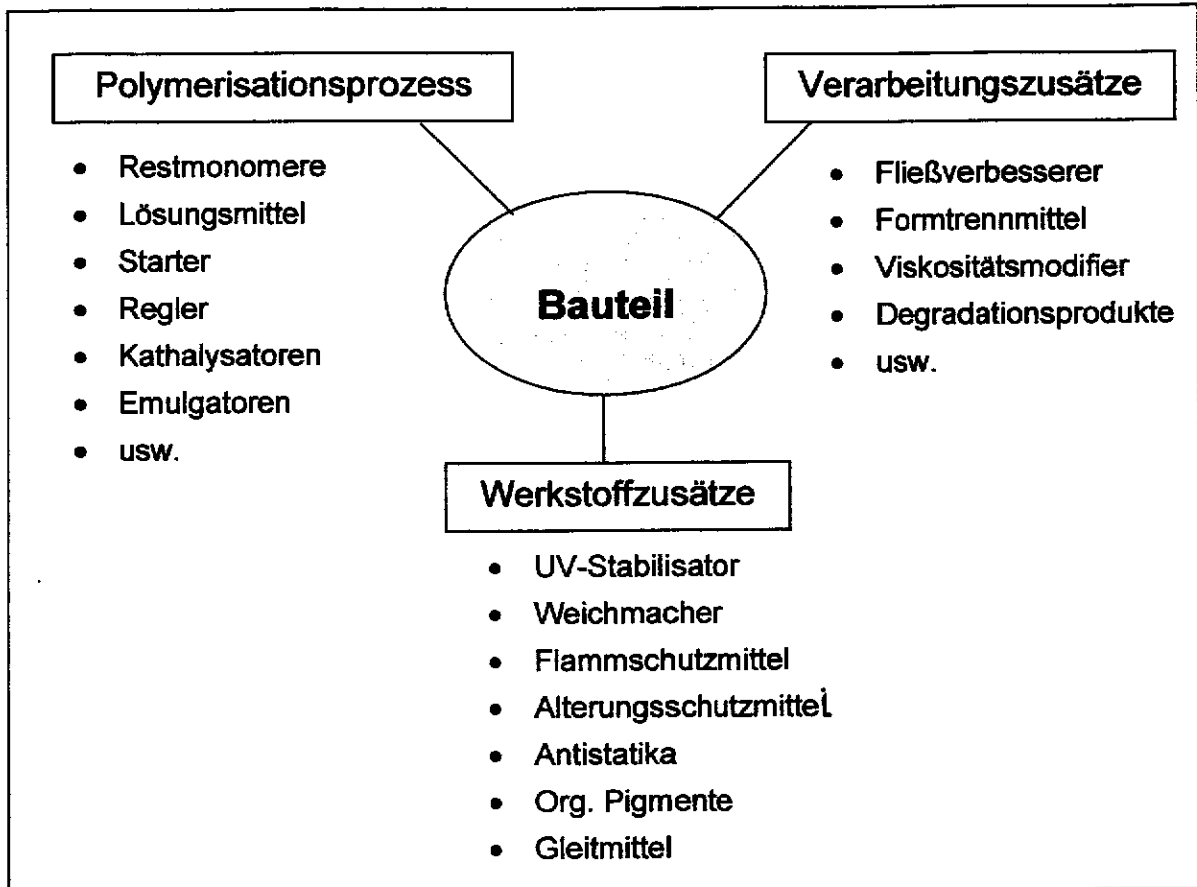 Polymerisationsprozess
• Restmonomere
• Lösungsmittel
• Starter
• Regler
• Kathalysatoren
• Emulgatoren
• usw.
Verarbeitungszusätze
• Fließverbesserer
• Formtrennmittel
• Viskositätsmodifier
• Degradationsprodukte
• usw.
Bauteil
Werkstoffzusätze
• UV-Stabilisator
• Weichmacher
• Flammschutzmittel
• Alterungsschutzmittel
• Antistatika
• Org. Pigmente
• Gleitmittel